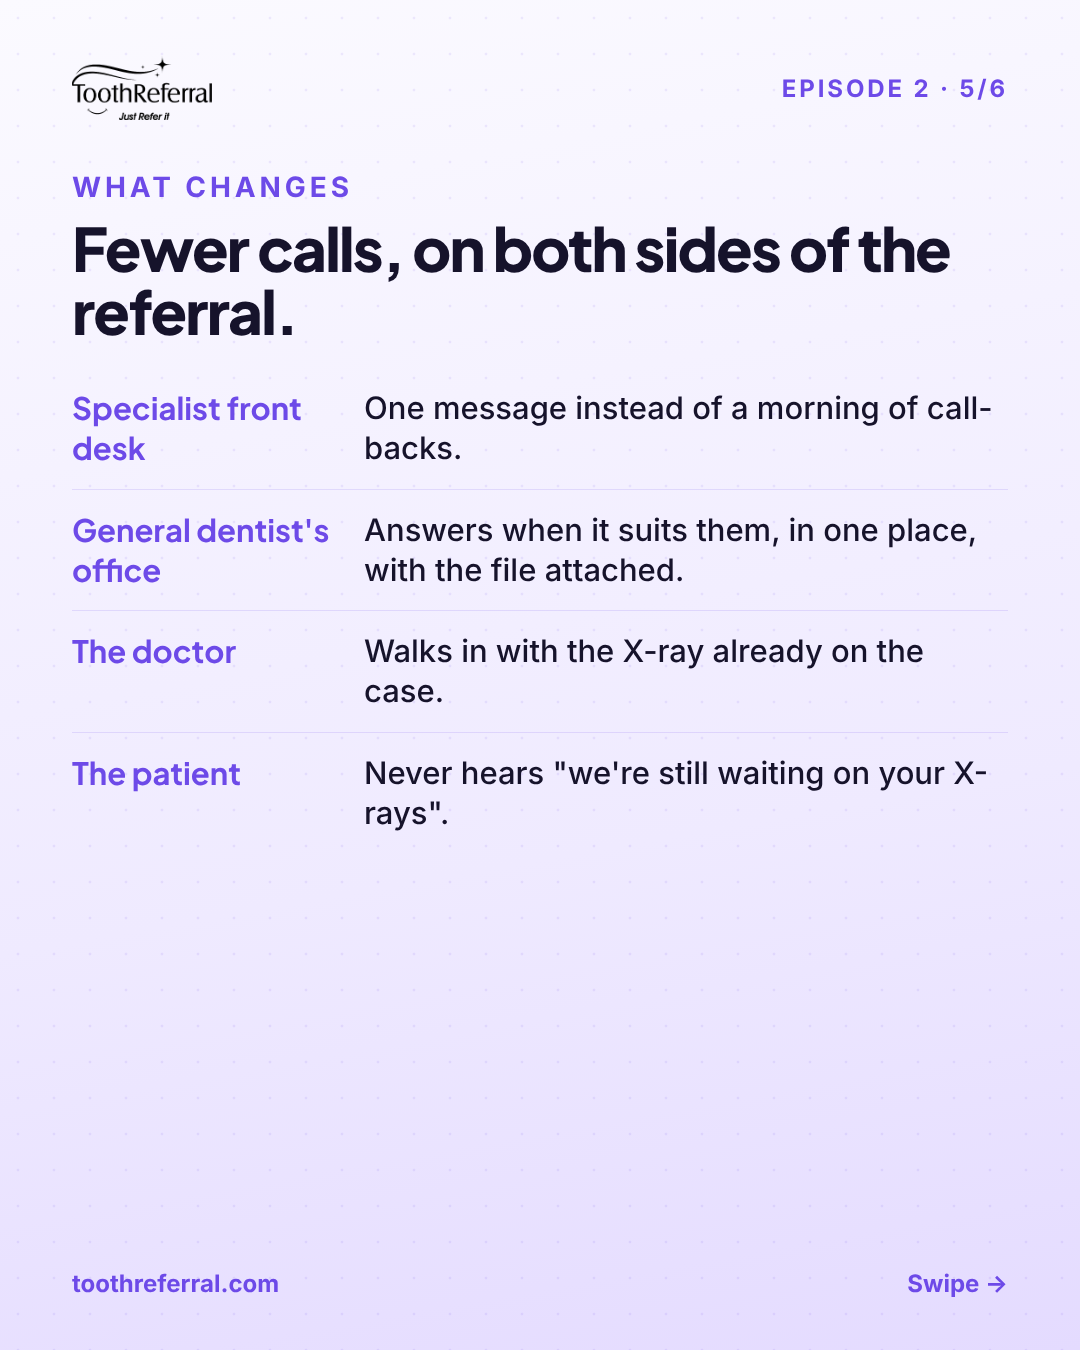 ToothReferral
Just Refer it
EPISODE 2 · 5/6
WHAT CHANGES
Fewer calls, on both sides of the
referral.
Specialist front
desk
One message instead of a morning of call-
backs.
General dentist's
office
Answers when it suits them, in one place,
with the file attached.
The doctor
Walks in with the X-ray already on the
case.
The patient
Never hears "we're still waiting on your X-
rays".
toothreferral.com
Swipe →